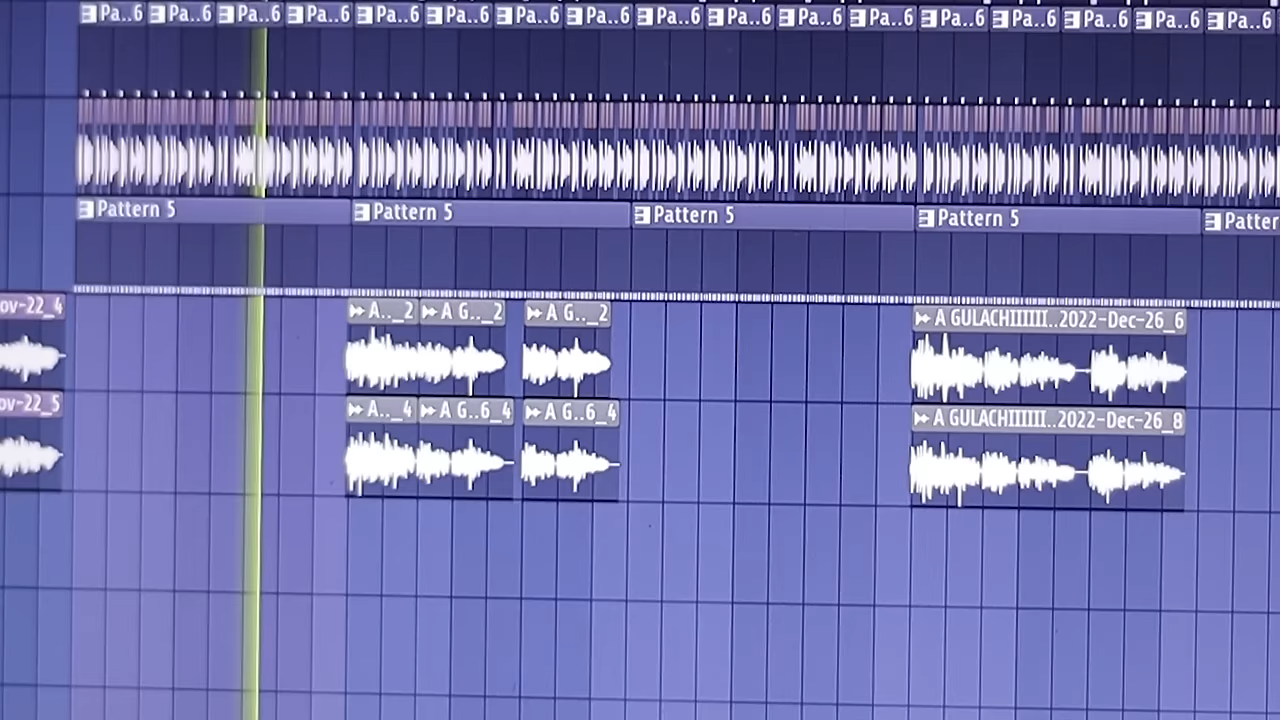 Pa..6 Pa..6 Pa..6 Pa..6 Pa..6 Pa..6 Pa..6 Pa..6 Pa..6 Pa..6 Pa..6 Pa..6 Pa..6 Pa..6 Pa..6 Pa..6 Pa..6
Pattern 5 Pattern 5 Pattern 5 Pattern 5 Patter
ov-22_4 A.._2 A G.._2 A G.._2 A GULACHIIIIII..2022-Dec-26_6
ov-22_5 A.._4 A G..6_4 A G..6_4 A GULACHIIIIII..2022-Dec-26_8